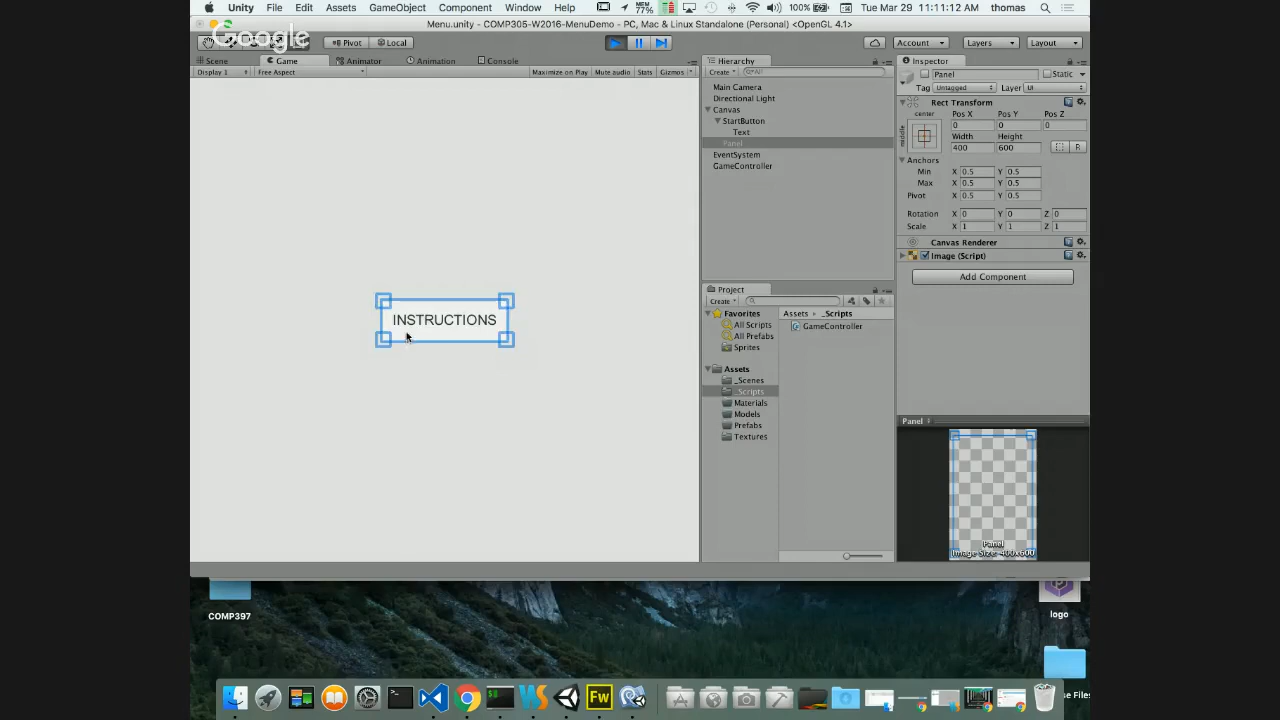 Unity File Edit Assets GameObject Component Window Help MEM 77% 100% Tue Mar 29 11:11:12 AM thomas
Menu.unity - COMP305-W2016-MenuDemo - PC, Mac & Linux Standalone (Personal) <OpenGL 4.1>
Google
Pivot Local Account Layers Layout
Scene Game Animator Animation Console
Display 1 Free Aspect Maximize on Play Mute audio Stats Gizmos
INSTRUCTIONS
Hierarchy
Create All
Main Camera
Directional Light
Canvas
StartButton
Text
Panel
EventSystem
GameController
Project
Create
Favorites
All Scripts
All Prefabs
Sprites
Assets
_Scenes
_Scripts
Materials
Models
Prefabs
Textures
Assets _Scripts
GameController
Inspector
Panel Static
Tag Untagged Layer UI
Rect Transform
center Pos X Pos Y Pos Z
middle 0 0 0
Width Height
400 600 R
Anchors
Min X 0.5 Y 0.5
Max X 0.5 Y 0.5
Pivot X 0.5 Y 0.5
Rotation X 0 Y 0 Z 0
Scale X 1 Y 1 Z 1
Canvas Renderer
Image (Script)
Add Component
Panel
Panel
Image Size: 400x600
COMP397
logo
se Files
Fw